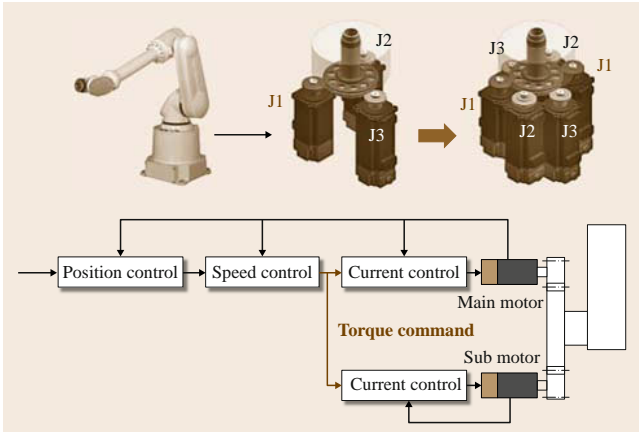 J2
J1
J3
J3
J2
J1
J1
J2
J3
Position control
Speed control
Current control
Main motor
Torque command
Sub motor
Current control